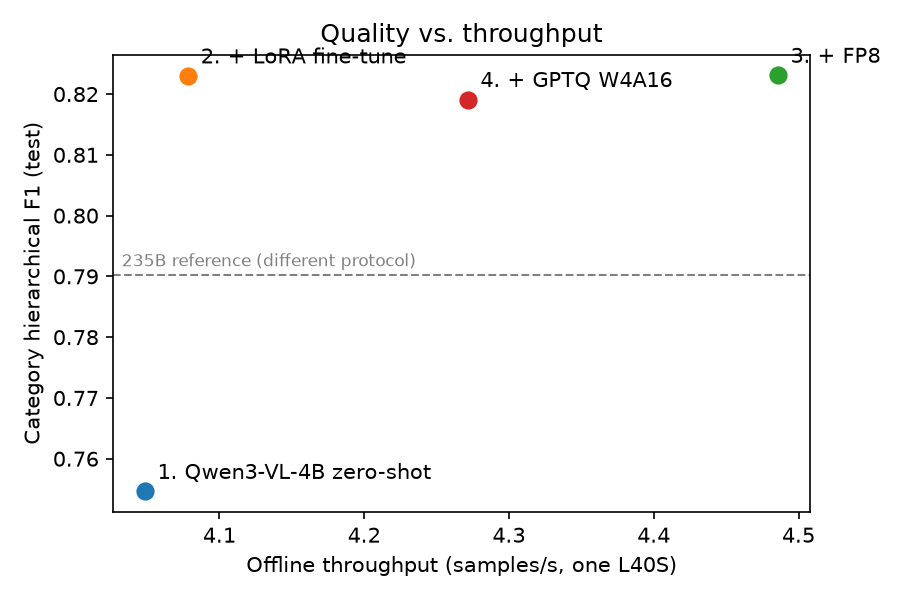 Quality vs. throughput
2. + LoRA fine-tune
3. + FP8
4. + GPTQ W4A16
235B reference (different protocol)
1. Qwen3-VL-4B zero-shot
Category hierarchical F1 (test)
0.82
0.81
0.80
0.79
0.78
0.77
0.76
4.1 4.2 4.3 4.4 4.5
Offline throughput (samples/s, one L40S)